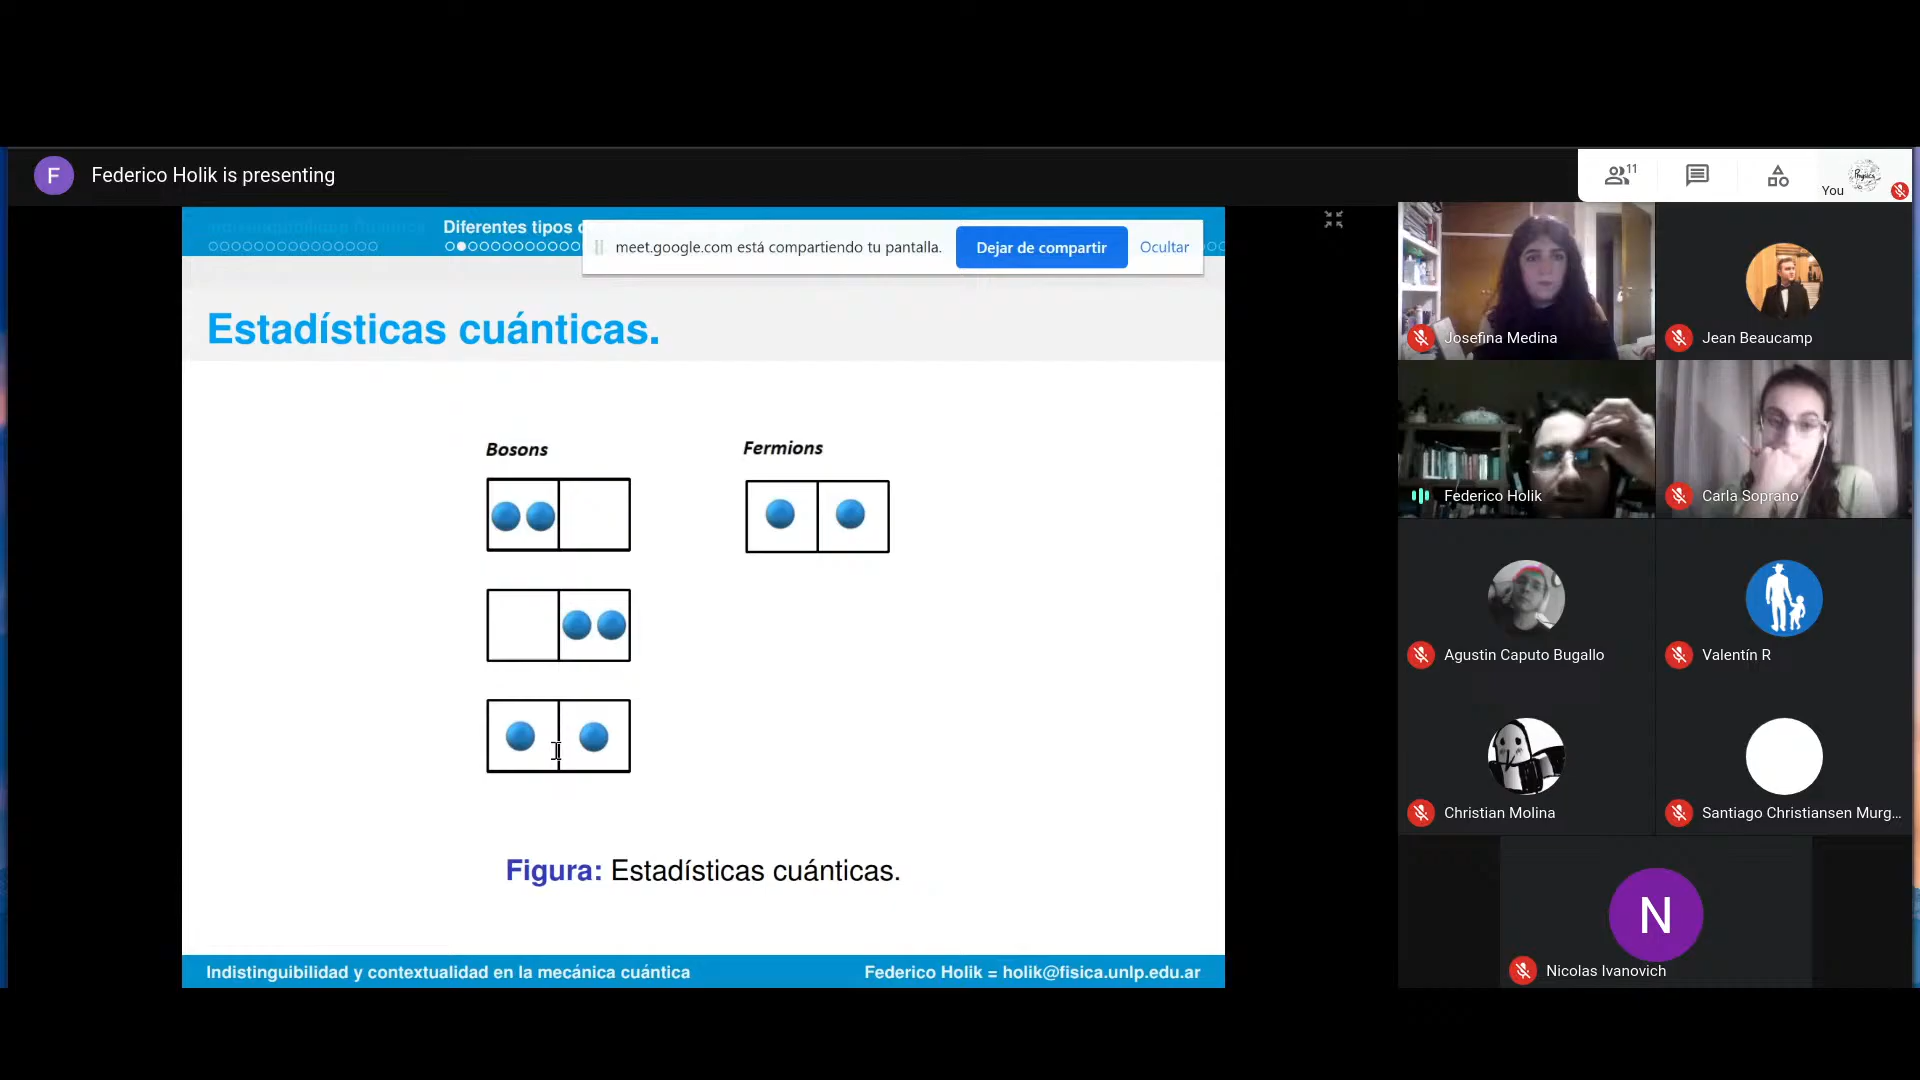 F
Federico Holik is presenting
11
You
Physics
Diferentes tipos
meet.google.com está compartiendo tu pantalla.
Dejar de compartir
Ocultar
Estadísticas cuánticas.
Bosons
Fermions
Figura: Estadísticas cuánticas.
Indistinguibilidad y contextualidad en la mecánica cuántica
Federico Holik = holik@fisica.unlp.edu.ar
Josefina Medina
Jean Beaucamp
Federico Holik
Carla Soprano
Agustin Caputo Bugallo
Valentín R
Christian Molina
Santiago Christiansen Murg...
N
Nicolas Ivanovich